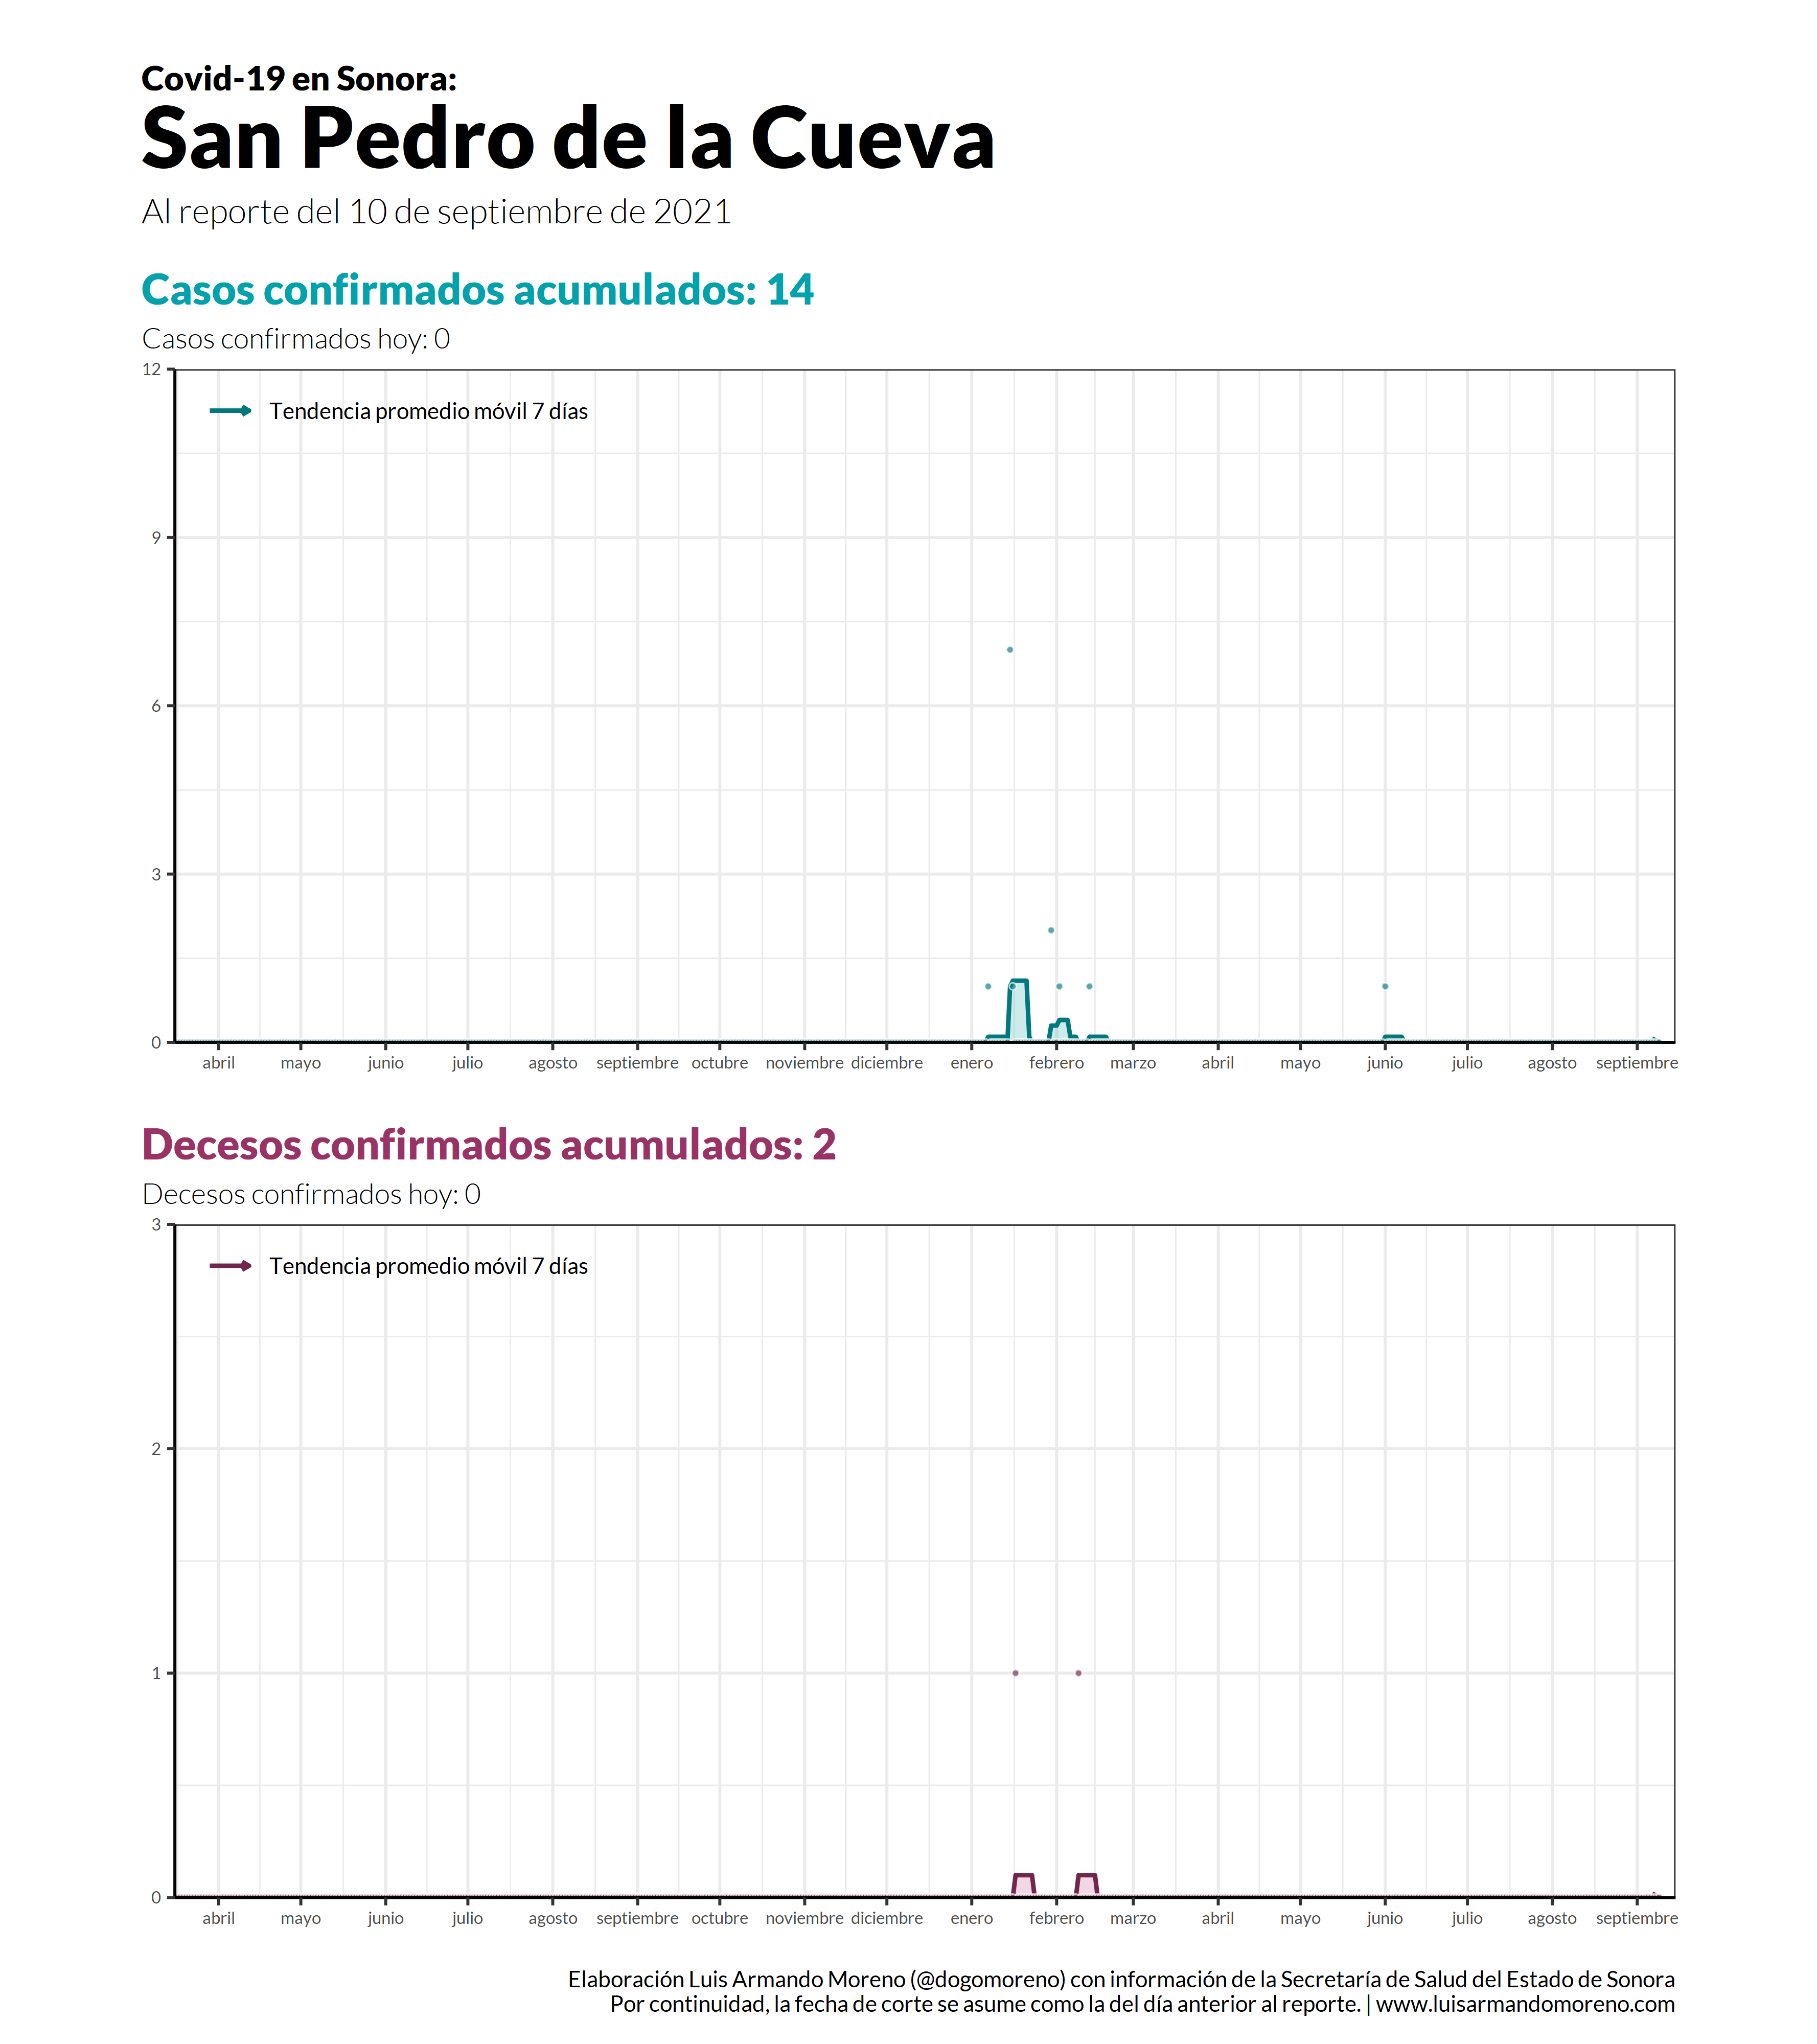 Covid-19 en Sonora:
San Pedro de la Cueva
Al reporte del 10 de septiembre de 2021
Casos confirmados acumulados: 14
Casos confirmados hoy: 0
12
Tendencia promedio móvil 7 días
9
6
3
0
abril mayo junio julio agosto septiembre octubre noviembre diciembre enero febrero marzo abril mayo junio julio agosto septiembre
Decesos confirmados acumulados: 2
Decesos confirmados hoy: 0
3
Tendencia promedio móvil 7 días
2
1
0
abril mayo junio julio agosto septiembre octubre noviembre diciembre enero febrero marzo abril mayo junio julio agosto septiembre
Elaboración Luis Armando Moreno (@dogomoreno) con información de la Secretaría de Salud del Estado de Sonora
Por continuidad, la fecha de corte se asume como la del día anterior al reporte. | www.luisarmandomoreno.com